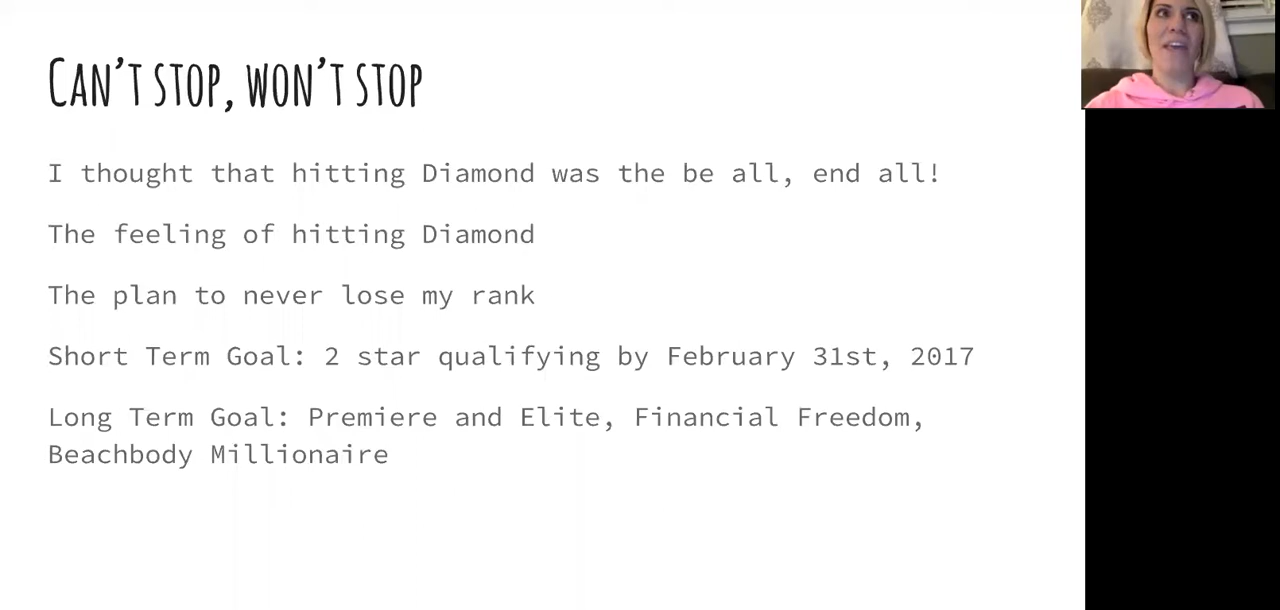 Can't stop, won't stop
I thought that hitting Diamond was the be all, end all!
The feeling of hitting Diamond
The plan to never lose my rank
Short Term Goal: 2 star qualifying by February 31st, 2017
Long Term Goal: Premiere and Elite, Financial Freedom,
Beachbody Millionaire